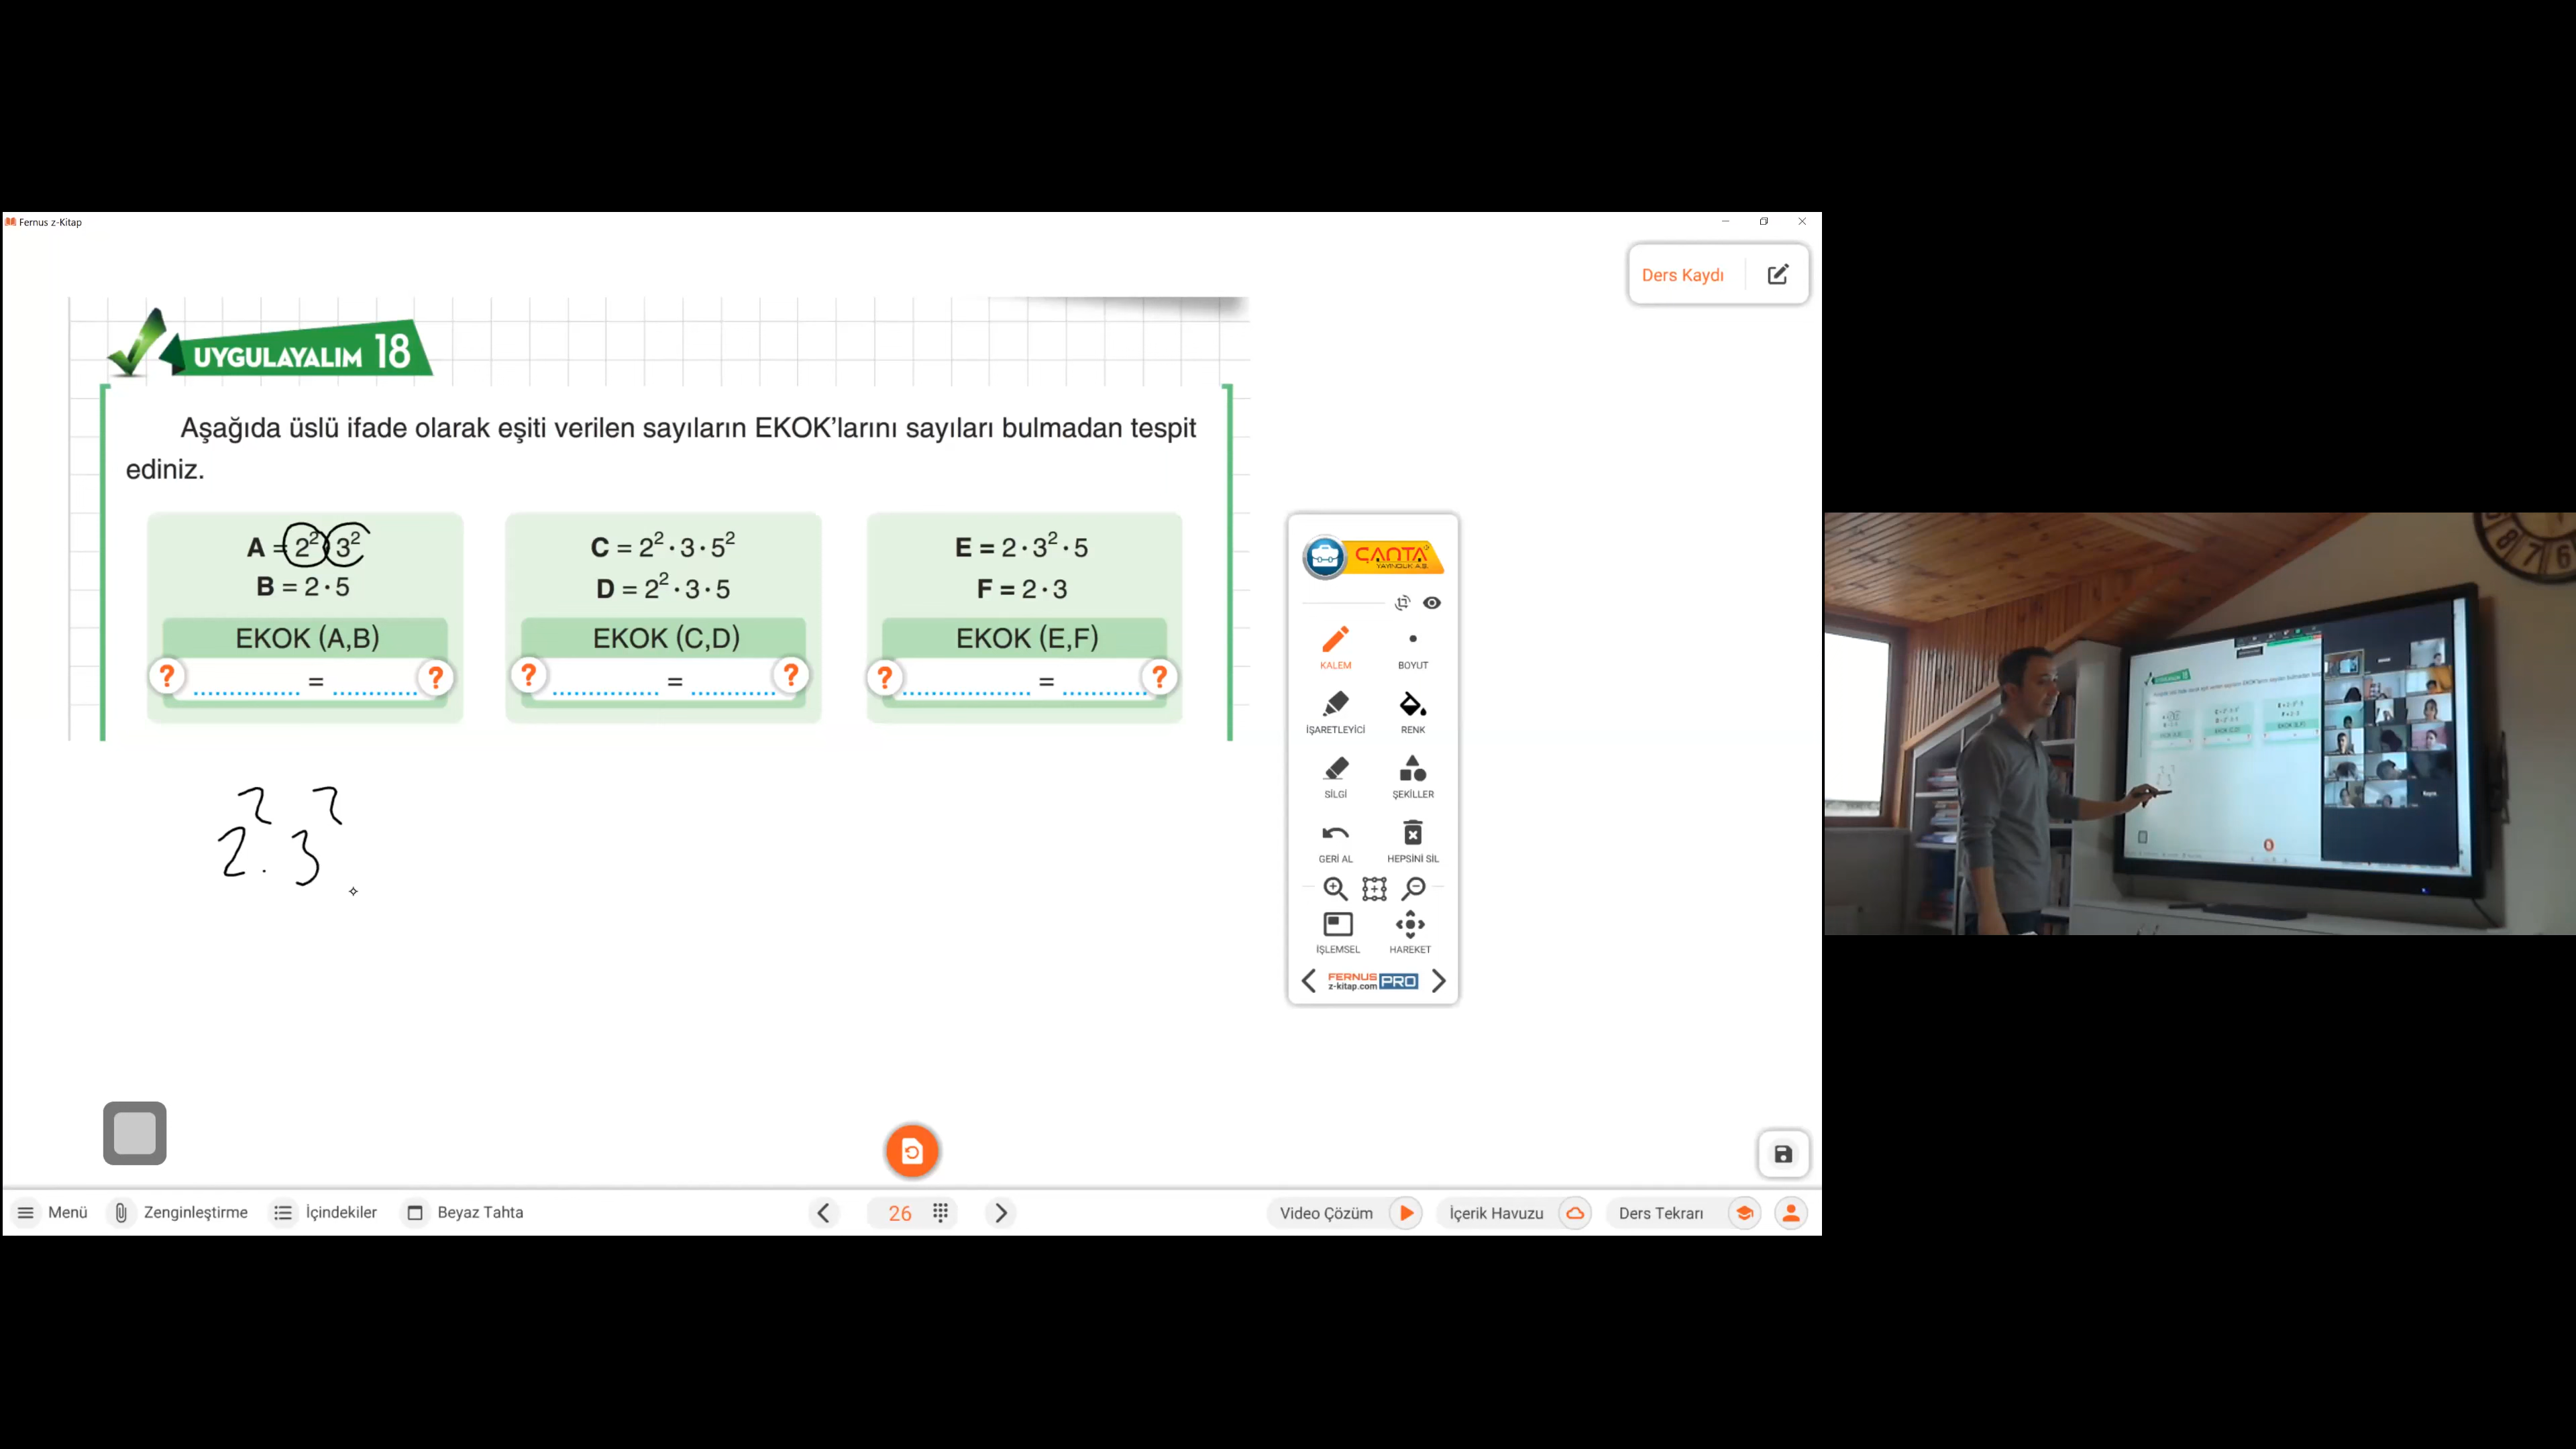 Fernus z-Kitap
Ders Kaydı
UYGULAYALIM 18
Aşağıda üslü ifade olarak eşiti verilen sayıların EKOK’larını sayıları bulmadan tespit
ediniz.
A = 2² · 3²
B = 2 · 5
EKOK (A,B)
? .............. = ........... ?
C = 2² · 3 · 5²
D = 2² · 3 · 5
EKOK (C,D)
? .............. = ........... ?
E = 2 · 3² · 5
F = 2 · 3
EKOK (E,F)
? ................. = ........... ?
2² . 3²
ÇANTA
YAYINCILIK A.Ş.
KALEM
BOYUT
İŞARETLEYİCİ
RENK
SİLGİ
ŞEKİLLER
GERİ AL
HEPSİNİ SİL
İŞLEMSEL
HAREKET
FERNUS
z-kitap.com PRO
Menü
Zenginleştirme
İçindekiler
Beyaz Tahta
26
Video Çözüm
İçerik Havuzu
Ders Tekrarı